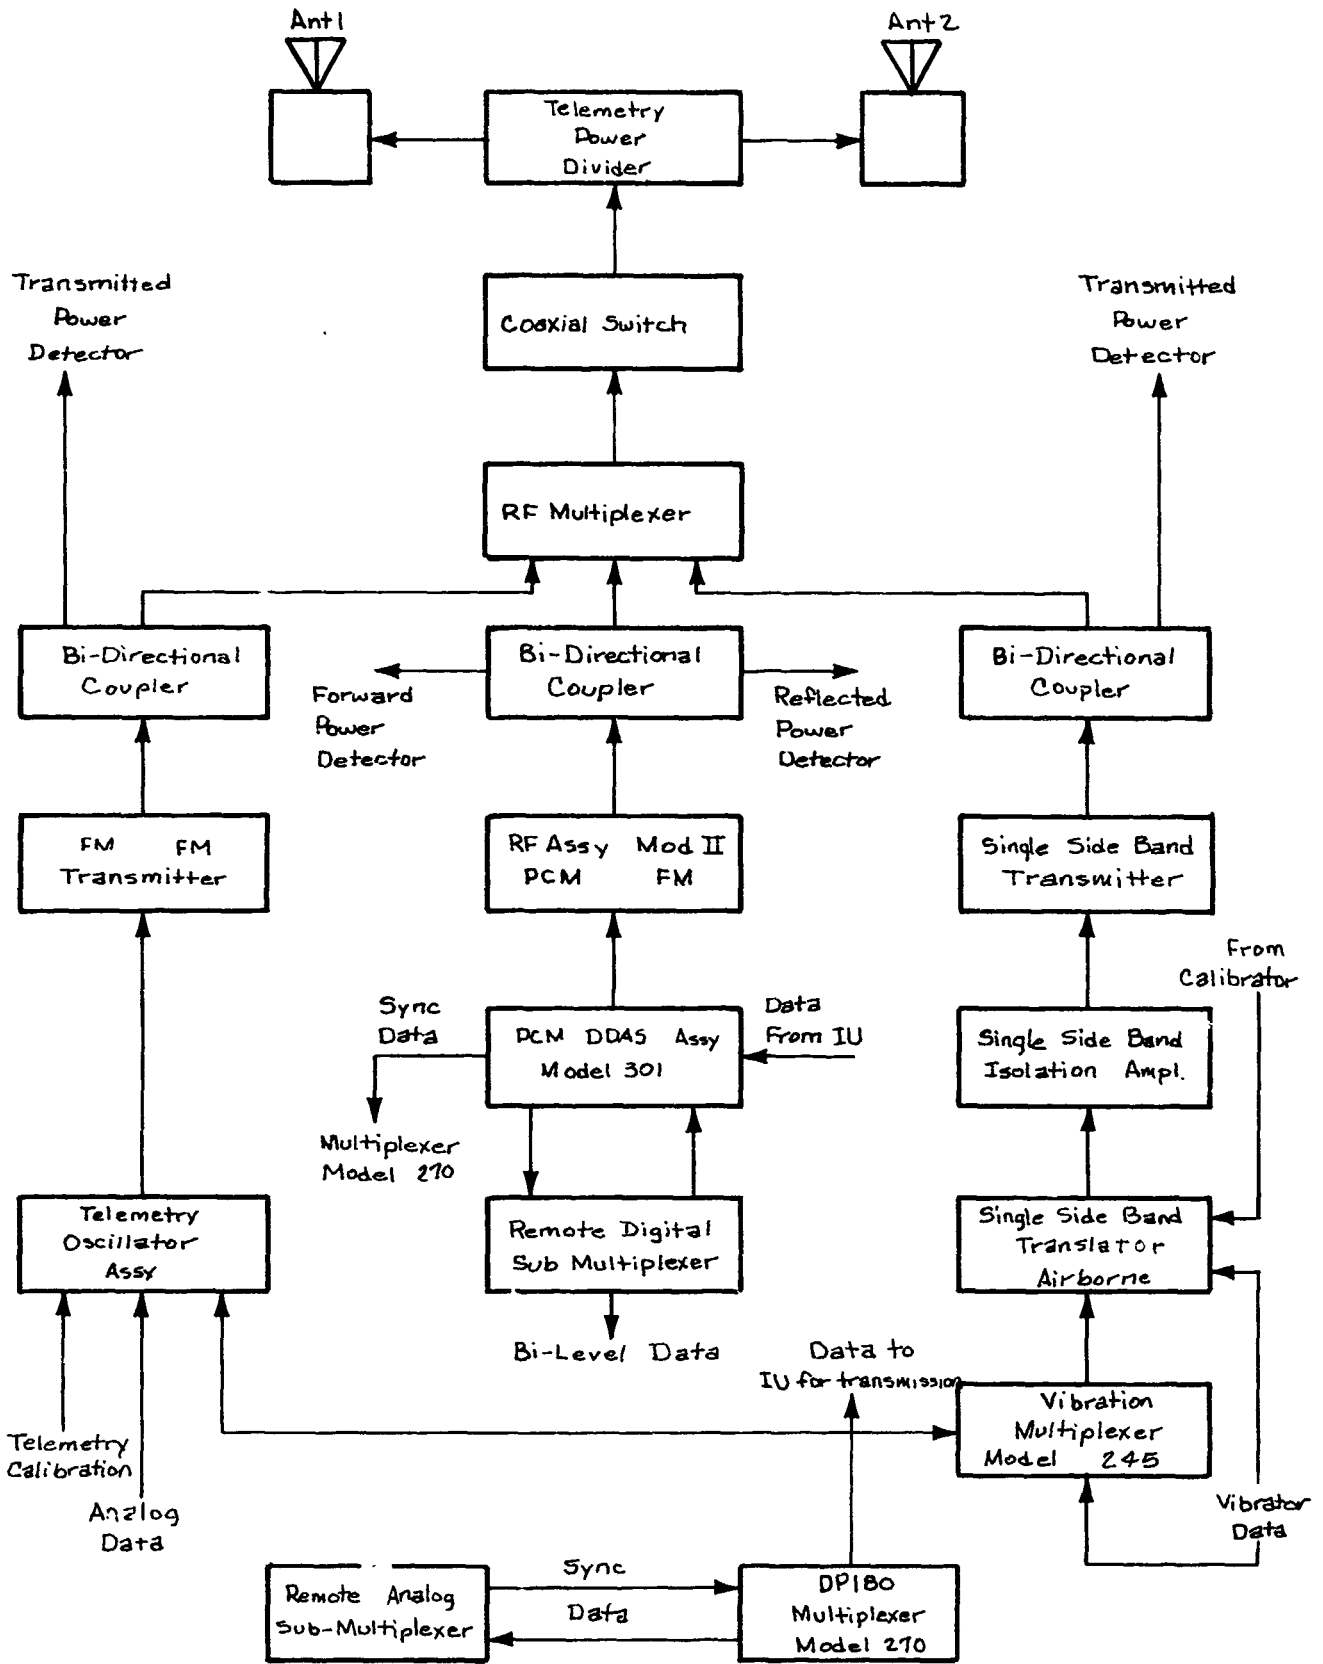 Ant1
Ant2
Telemetry
Power
Divider
Transmitted
Power
Detector
Coaxial Switch
Transmitted
Power
Detector
RF Multiplexer
Bi-Directional
Coupler
Forward
Power
Detector
Bi-Directional
Coupler
Reflected
Power
Detector
Bi-Directional
Coupler
FM FM
Transmitter
RF Assy Mod II
PCM FM
Single Side Band
Transmitter
From
Calibrator
Sync
Data
PCM DDAS Assy
Model 301
Data
From IU
Single Side Band
Isolation Ampl.
Multiplexer
Model 270
Telemetry
Oscillator
Assy
Remote Digital
Sub Multiplexer
Single Side Band
Translator
Airborne
Bi-Level Data
Data to
IU for transmission
Vibration
Multiplexer
Model 245
Telemetry
Calibration
Analog
Data
Vibrator
Data
Remote Analog
Sub-Multiplexer
Sync
Data
DP180
Multiplexer
Model 270